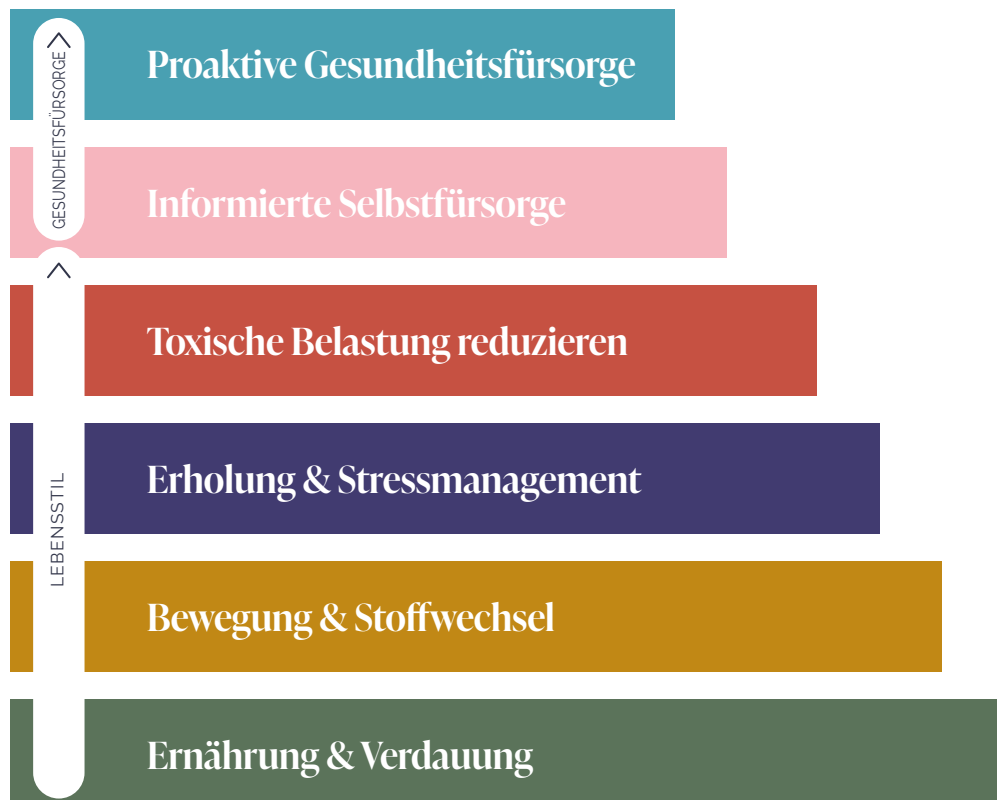 GESUNDHEITSFÜRSORGE
Proaktive Gesundheitsfürsorge
Informierte Selbstfürsorge
Toxische Belastung reduzieren
LEBENSSTIL
Erholung & Stressmanagement
Bewegung & Stoffwechsel
Ernährung & Verdauung